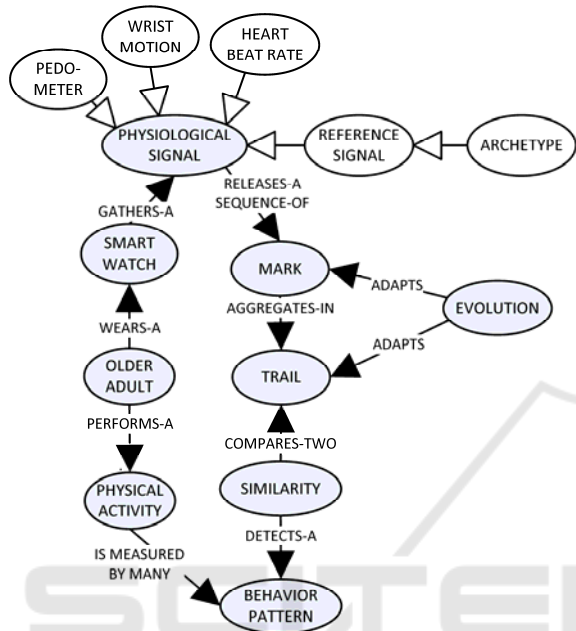 WRIST
MOTION
HEART
BEAT RATE
PEDO-
METER
PHYSIOLOGICAL
SIGNAL
REFERENCE
SIGNAL
ARCHETYPE
RELEASES-A
SEQUENCE-OF
GATHERS-A
SMART
WATCH
MARK
ADAPTS
EVOLUTION
AGGREGATES-IN
WEARS-A
ADAPTS
OLDER
ADULT
TRAIL
PERFORMS-A
COMPARES-TWO
PHYSICAL
ACTIVITY
SIMILARITY
DETECTS-A
IS MEASURED
BY MANY
BEHAVIOR
PATTERN